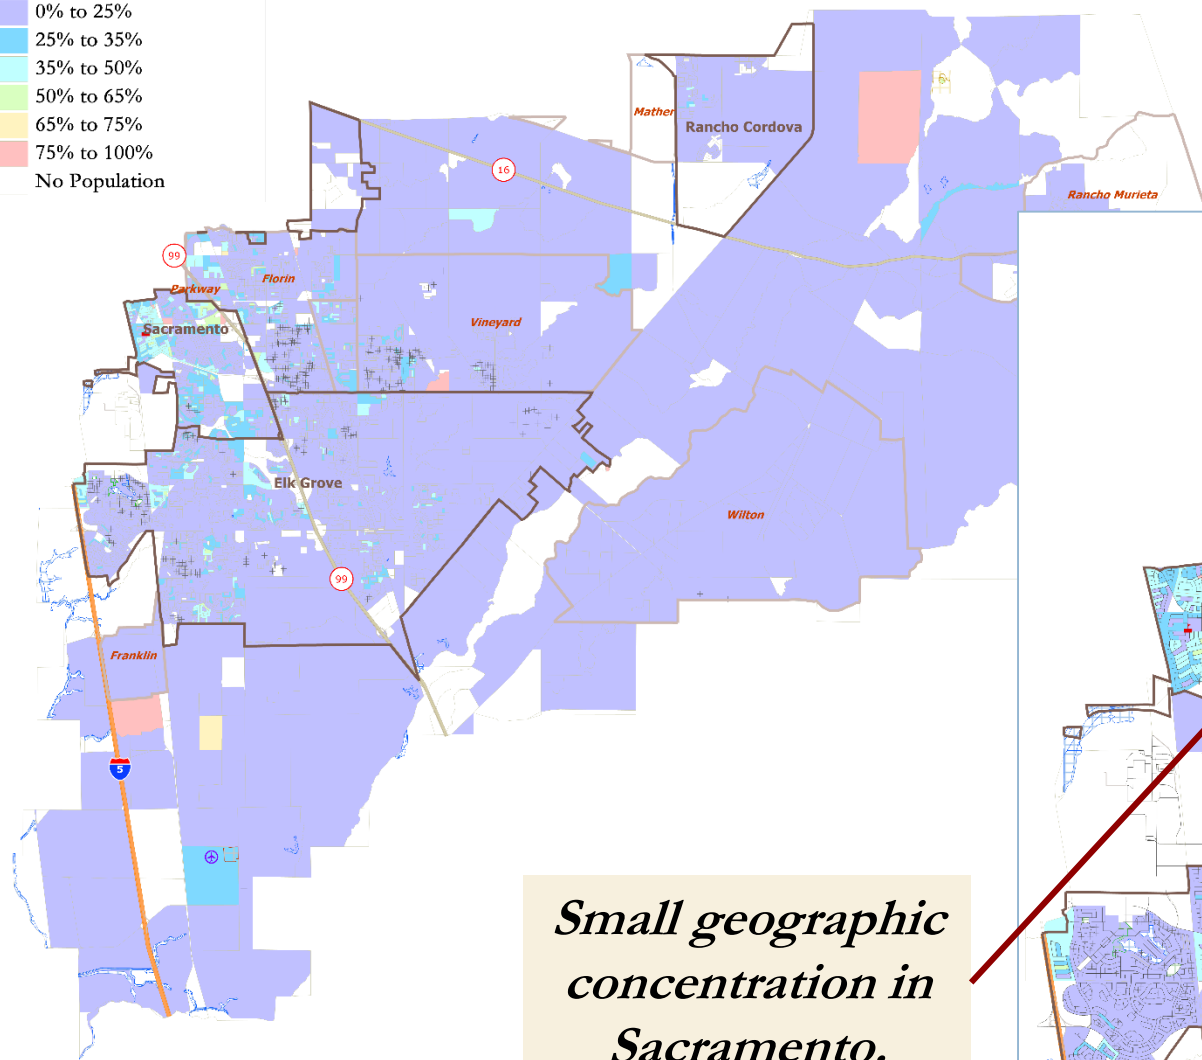 0% to 25%
25% to 35%
35% to 50%
50% to 65%
65% to 75%
75% to 100%
No Population
Mather
Rancho Cordova
16
Rancho Murieta
99
Florin
Parkway
Sacramento
Vineyard
Elk Grove
Wilton
99
Franklin
5
Small geographic
concentration in
Sacramento.